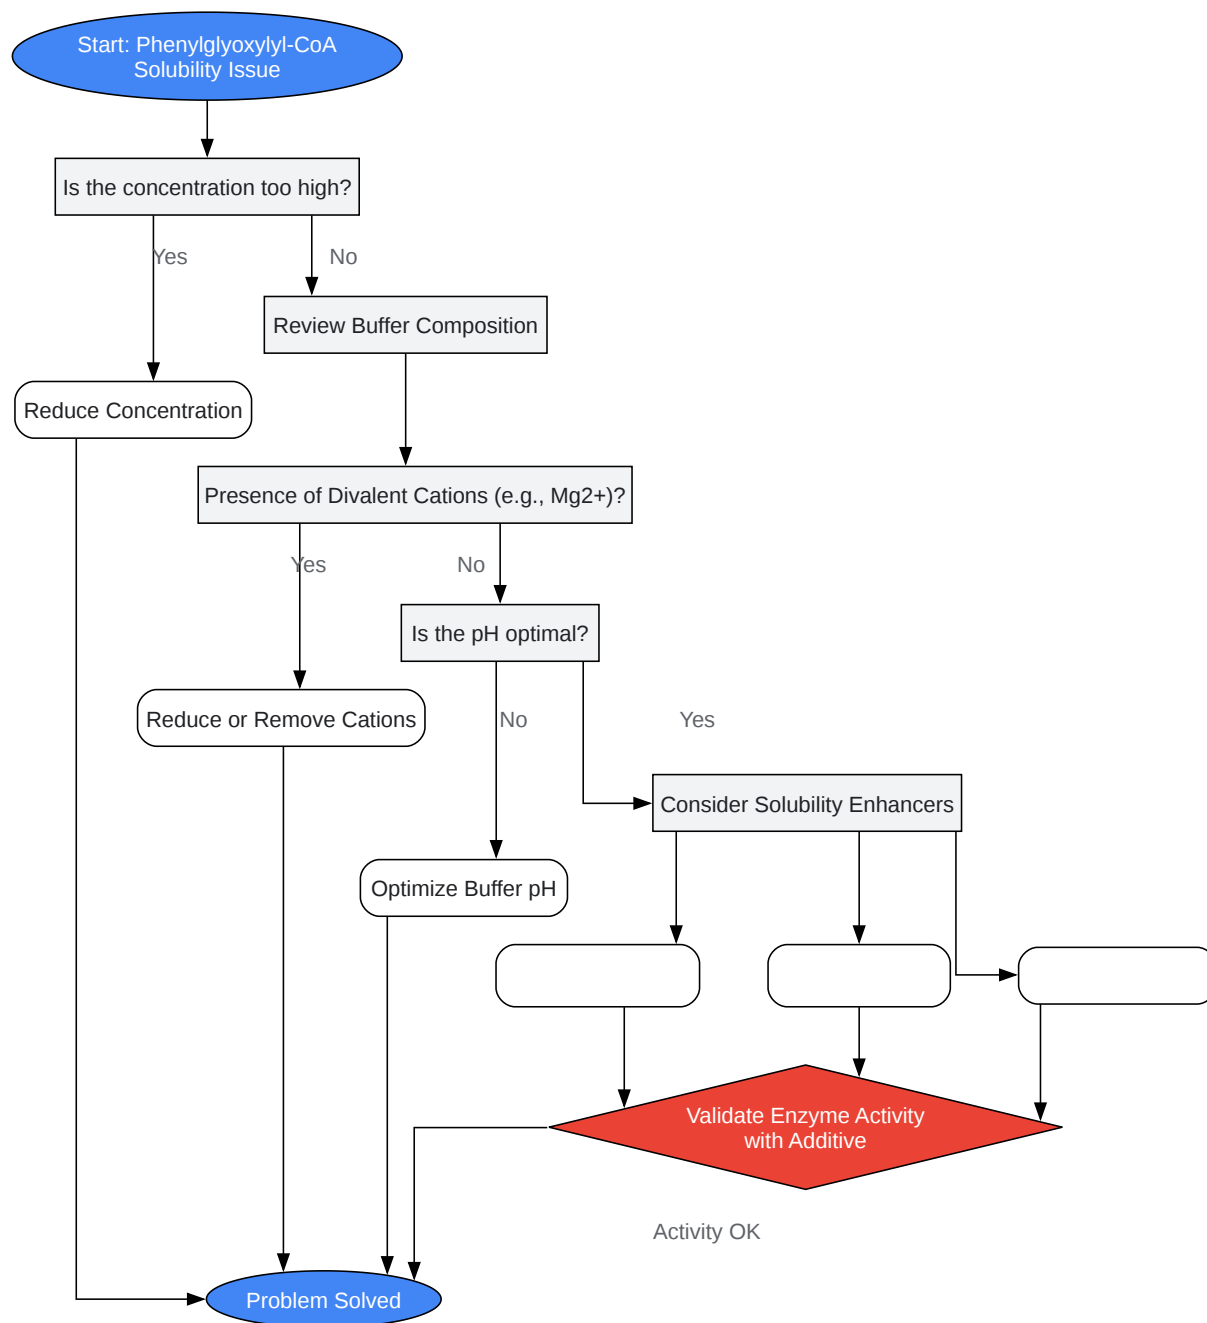 Start: Phenylglyoxylyl-CoA
Solubility Issue
Is the concentration too high?
Yes
No
Review Buffer Composition
Reduce Concentration
Presence of Divalent Cations (e.g., Mg2+)?
Yes
No
Is the pH optimal?
Reduce or Remove Cations
No
Yes
Consider Solubility Enhancers
Optimize Buffer pH
Validate Enzyme Activity
with Additive
Activity OK
Problem Solved